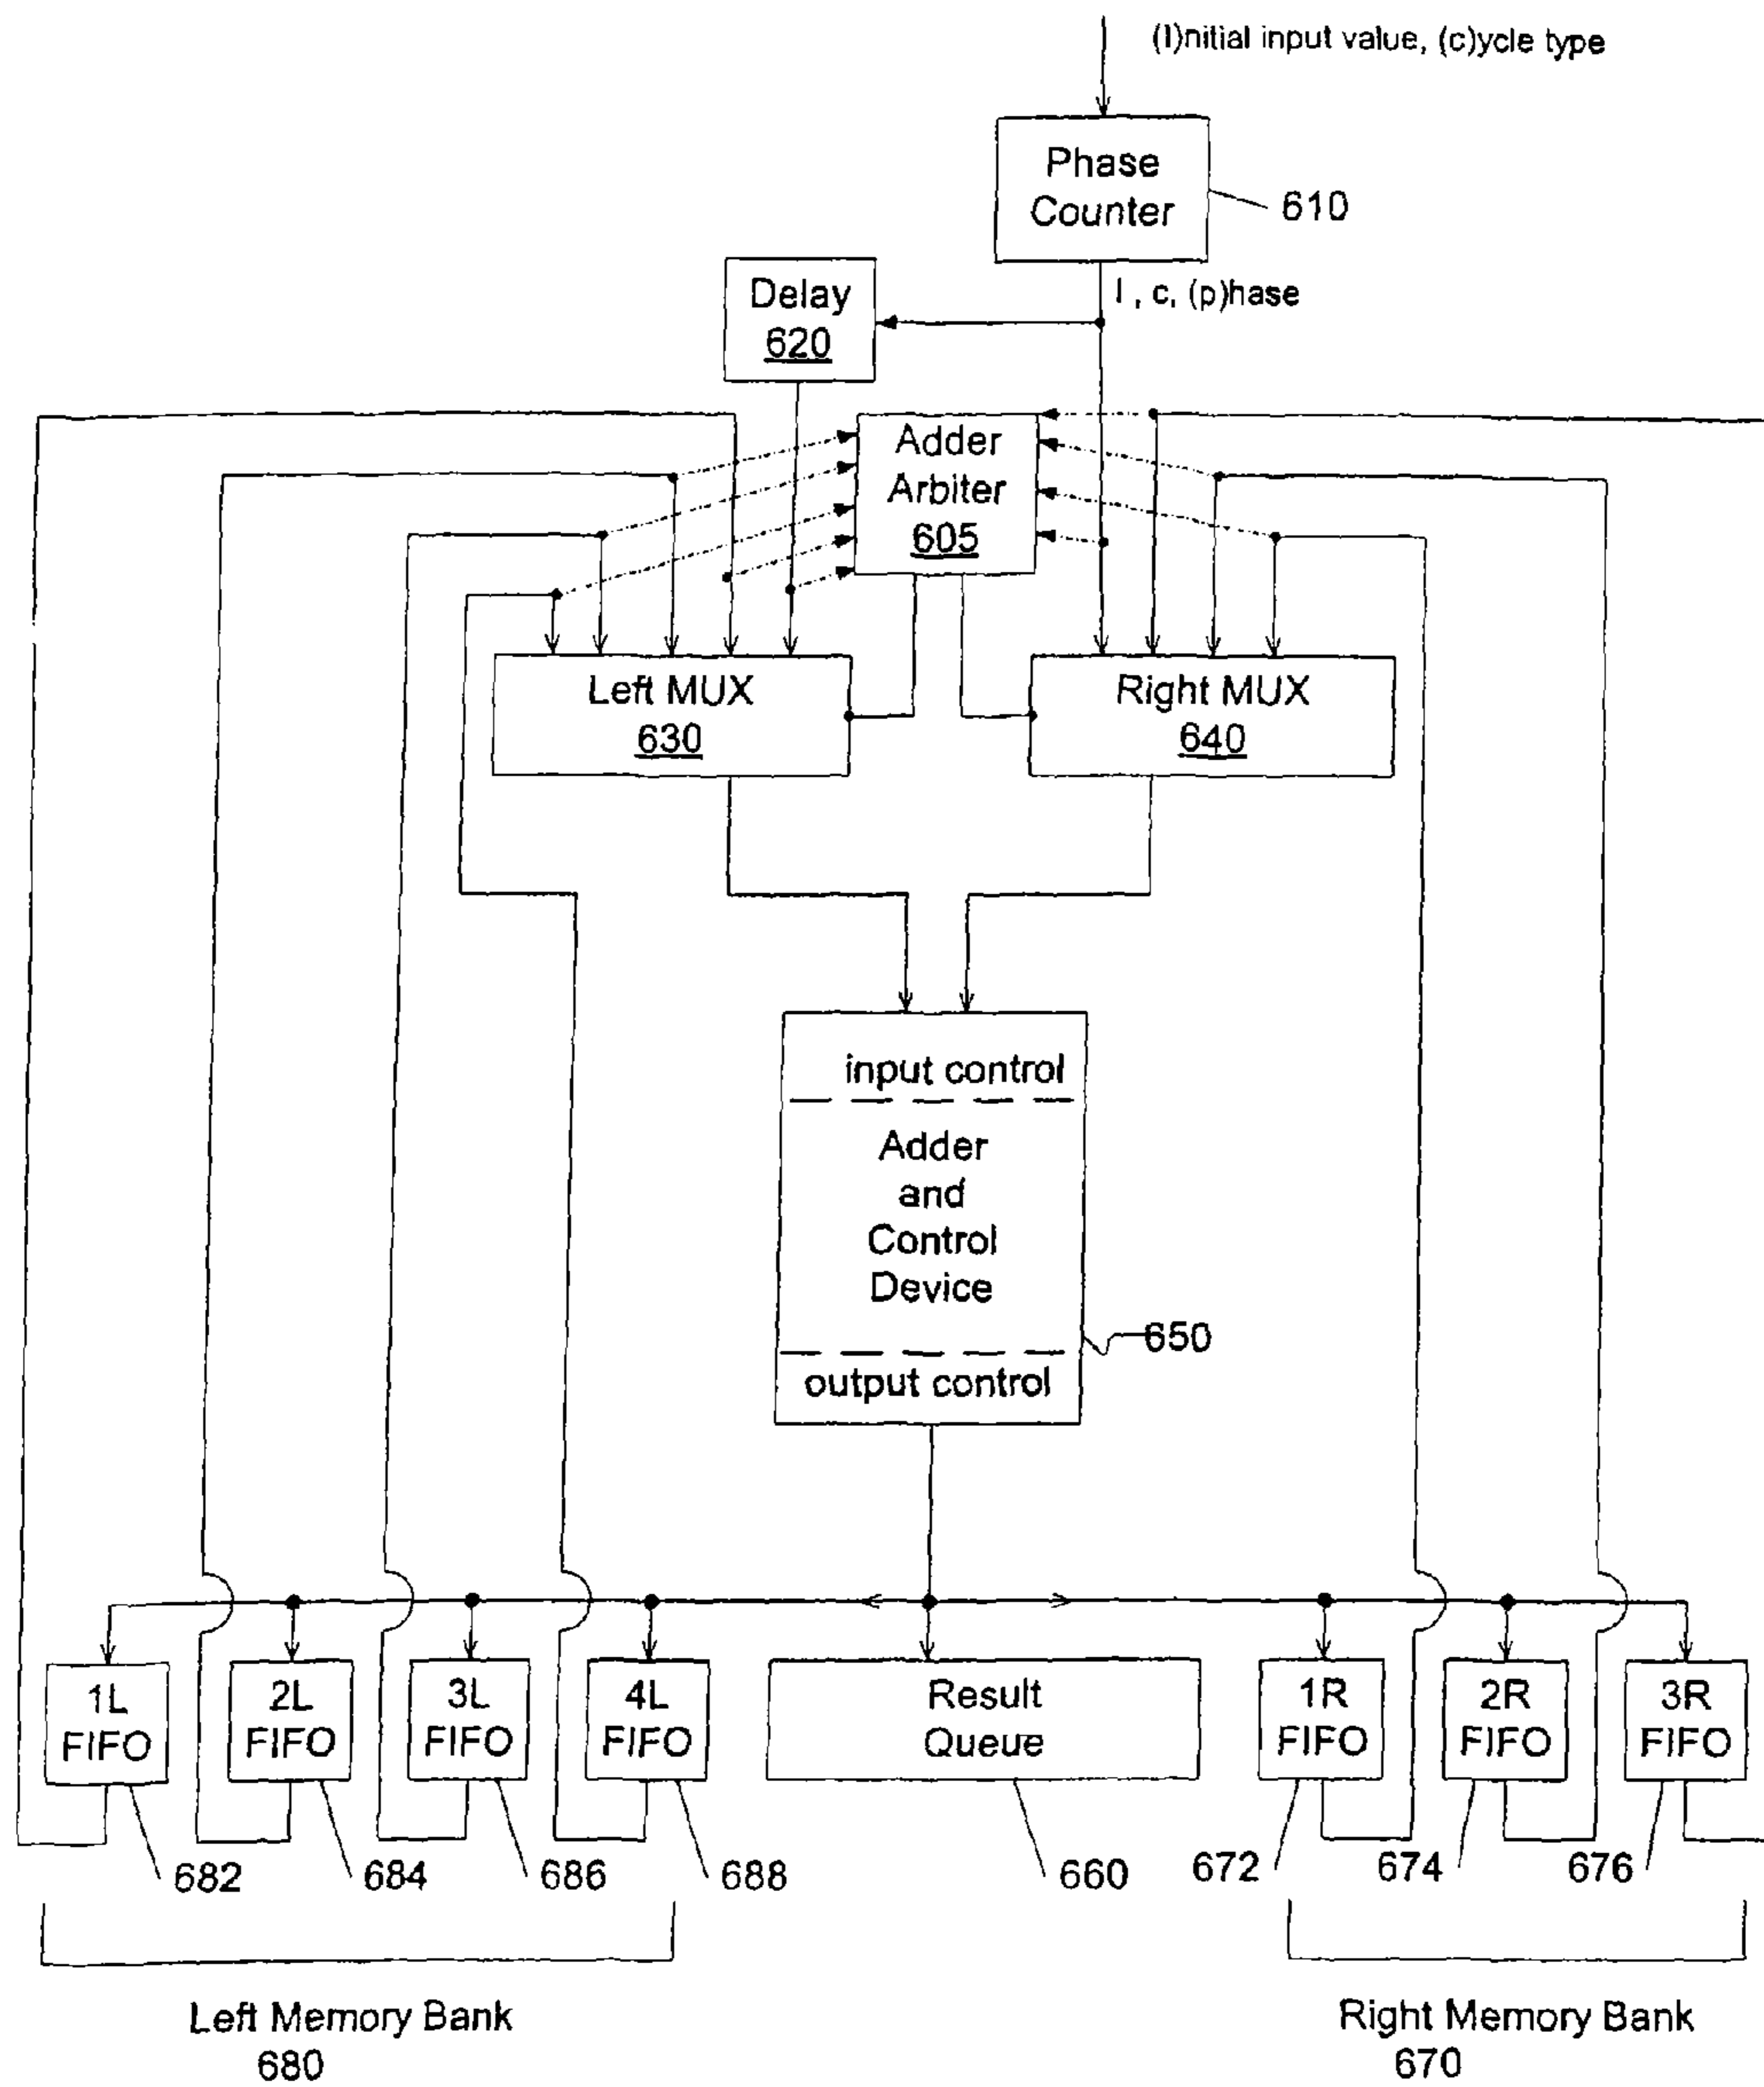 (I)nitial input value, (c)ycle type
Phase
Counter
610
I , c, (p)hase
Delay
620
Adder
Arbiter
605
Left MUX
630
Right MUX
640
input control
Adder
and
Control
Device
650
output control
1L
FIFO
2L
FIFO
3L
FIFO
4L
FIFO
Result
Queue
1R
FIFO
2R
FIFO
3R
FIFO
682
684
686
688
660
672
674
676
Left Memory Bank
680
Right Memory Bank
670